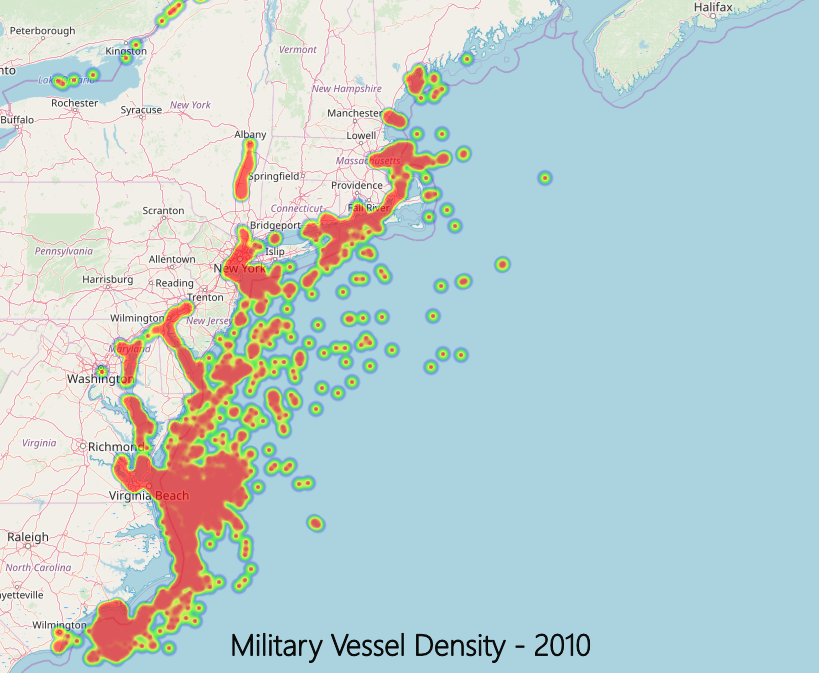 Halifax
Peterborough
Kingston
Vermont
Rochester
Syracuse
New York
New Hampshire
Buffalo
Manchester
Albany
Lowell
Massachusetts
Springfield
Providence
Connecticut
Fall River
Scranton
Bridgeport
Pennsylvania
Allentown
Islip
New York
Harrisburg
Reading
Trenton
Wilmington
New Jersey
Maryland
Washington
Virginia
Richmond
Virginia Beach
Raleigh
North Carolina
ayetteville
Wilmington
Military Vessel Density - 2010